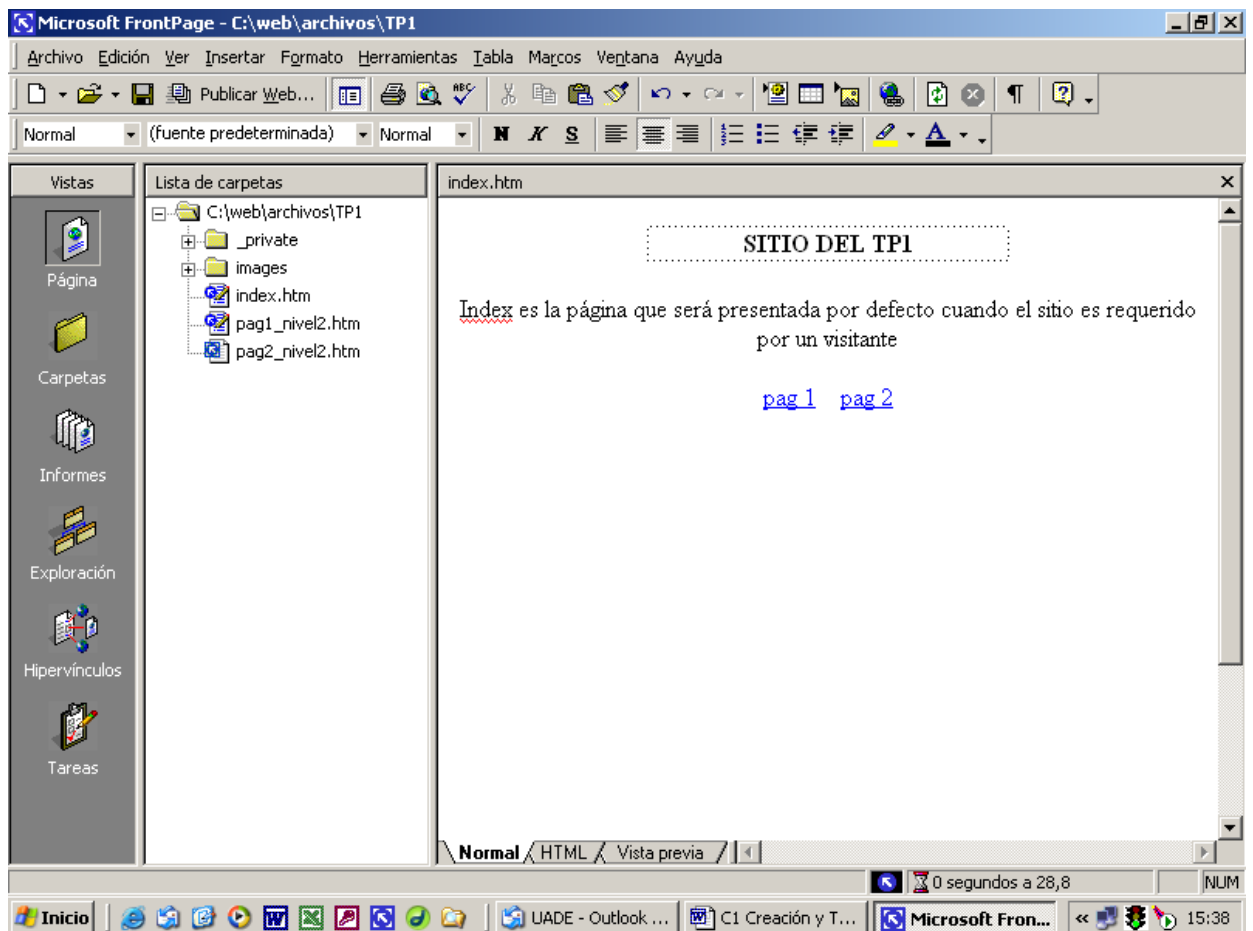 Microsoft FrontPage - C:\web\archivos\TP1
Archivo Edición Ver Insertar Formato Herramientas Tabla Marcos Ventana Ayuda
Publicar Web... ABC
Normal (fuente predeterminada) Normal N K S A
Vistas Lista de carpetas index.htm
C:\web\archivos\TP1
_private
images
index.htm
pag1_nivel2.htm
pag2_nivel2.htm
Página
Carpetas
Informes
Exploración
Hipervínculos
Tareas
SITIO DEL TP1
Index es la página que será presentada por defecto cuando el sitio es requerido
por un visitante
pag 1 pag 2
Normal HTML Vista previa
0 segundos a 28,8 NUM
Inicio UADE - Outlook ... C1 Creación y T... Microsoft Fron... « 15:38